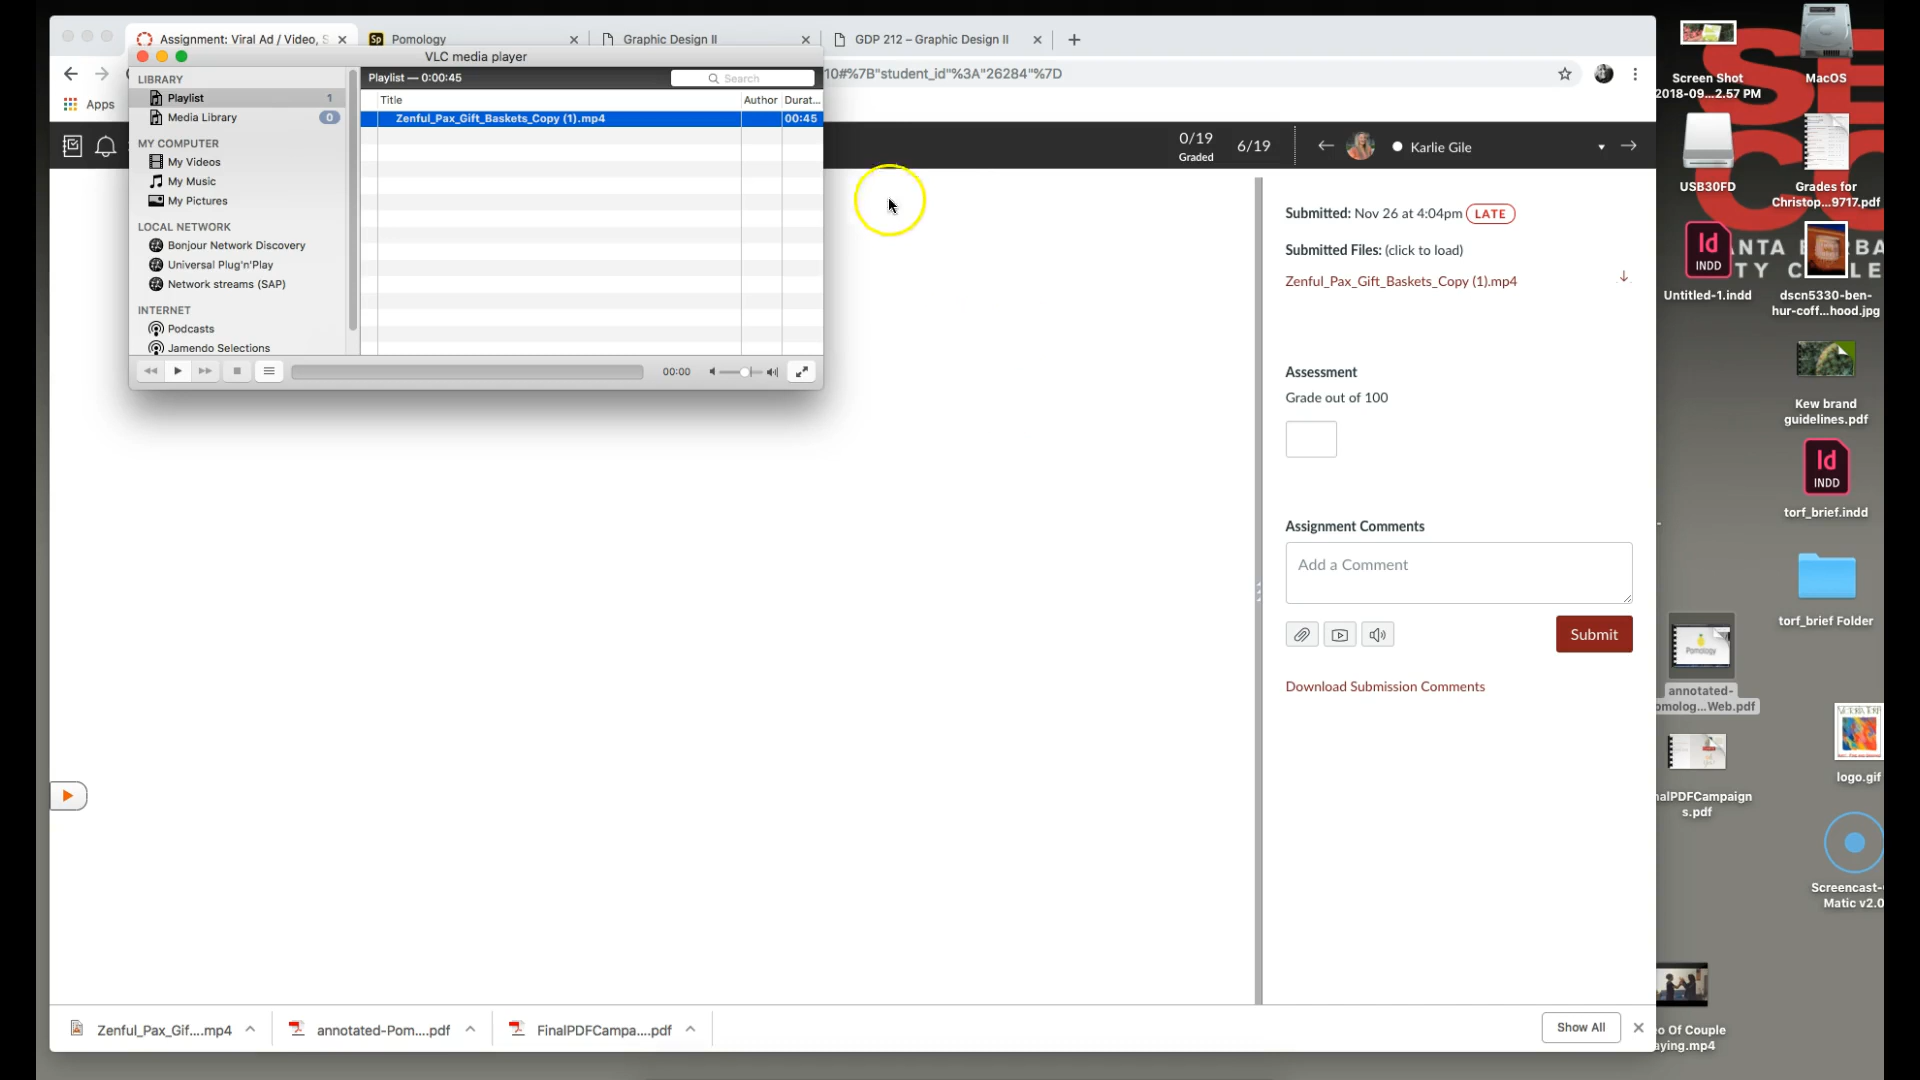 Assignment: Viral Ad / Video, S
Pomology
Graphic Design II
GDP 212 – Graphic Design II
VLC media player
10#%7B"student_id"%3A"26284"%7D
Apps
LIBRARY
Playlist 1
Media Library 0
MY COMPUTER
My Videos
My Music
My Pictures
LOCAL NETWORK
Bonjour Network Discovery
Universal Plug'n'Play
Network streams (SAP)
INTERNET
Podcasts
Jamendo Selections
Playlist — 0:00:45
Search
Title Author Durat...
Zenful_Pax_Gift_Baskets_Copy (1).mp4 00:45
00:00
0/19
Graded
6/19
Karlie Gile
Submitted: Nov 26 at 4:04pm LATE
Submitted Files: (click to load)
Zenful_Pax_Gift_Baskets_Copy (1).mp4
Assessment
Grade out of 100
Assignment Comments
Add a Comment
Submit
Download Submission Comments
Zenful_Pax_Gif....mp4
annotated-Pom....pdf
FinalPDFCampa....pdf
Show All
Screen Shot
2018-09...2.57 PM
MacOS
USB30FD
Grades for
Christop...9717.pdf
Id
INDD
Untitled-1.indd
dscn5330-ben-
hur-coff...hood.jpg
Kew brand
guidelines.pdf
Id
INDD
torf_brief.indd
torf_brief Folder
Pomology
annotated-
omolog...Web.pdf
nalPDFCampaign
s.pdf
logo.gif
Screencast-
Matic v2.0
eo Of Couple
aying.mp4